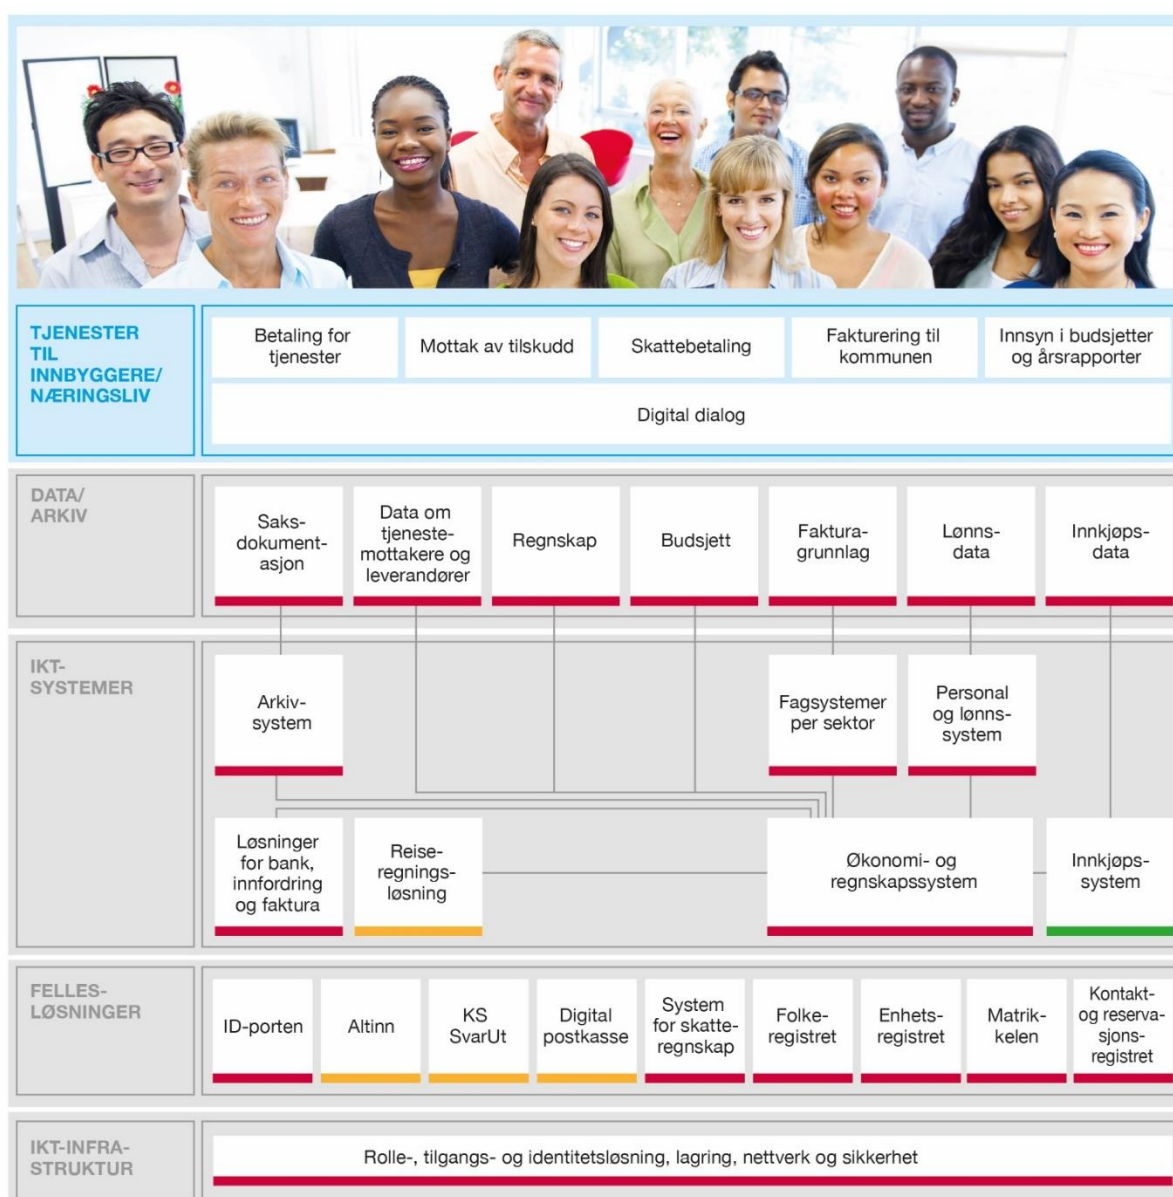 TJENESTER
TIL
INNBYGGERE/
NÆRINGSLIV
Betaling for
tjenester
Mottak av tilskudd
Skattebetaling
Fakturering til
kommunen
Innsyn i budsjetter
og årsrapporter
Digital dialog
DATA/
ARKIV
Saks-
dokument-
asjon
Data om
tjeneste-
mottakere og
leverandører
Regnskap
Budsjett
Faktura-
grunnlag
Lønns-
data
Innkjøps-
data
IKT-
SYSTEMER
Arkiv-
system
Fagsystemer
per sektor
Personal
og lønns-
system
Løsninger
for bank,
innfordring
og faktura
Reise-
regnings-
løsning
Økonomi- og
regnskapssystem
Innkjøps-
system
FELLES-
LØSNINGER
ID-porten
Altinn
KS
SvarUt
Digital
postkasse
System
for skatte-
regnskap
Folke-
registret
Enhets-
registret
Matrik-
kelen
Kontakt-
og reserva-
sjons-
registret
IKT-INFRA-
STRUKTUR
Rolle-, tilgangs- og identitetsløsning, lagring, nettverk og sikkerhet